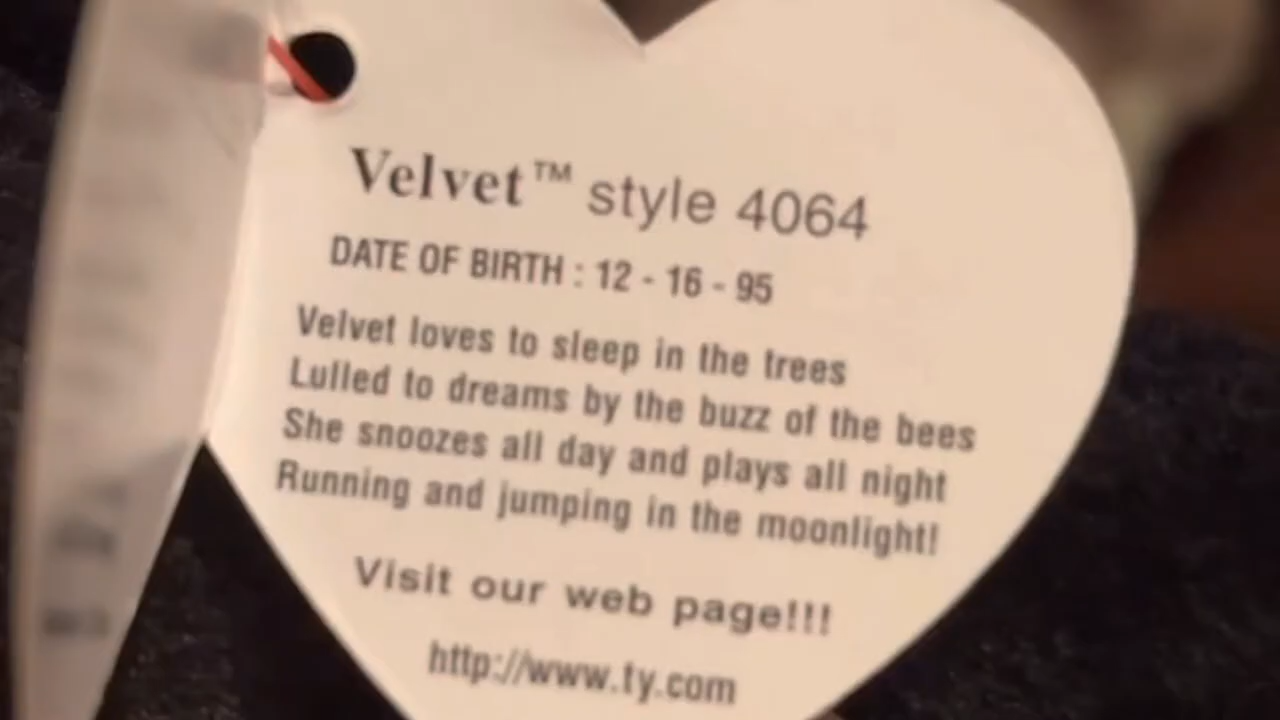 Velvet™ style 4064
DATE OF BIRTH : 12 - 16 - 95
Velvet loves to sleep in the trees
Lulled to dreams by the buzz of the bees
She snoozes all day and plays all night
Running and jumping in the moonlight!
Visit our web page!!!
http://www.ty.com